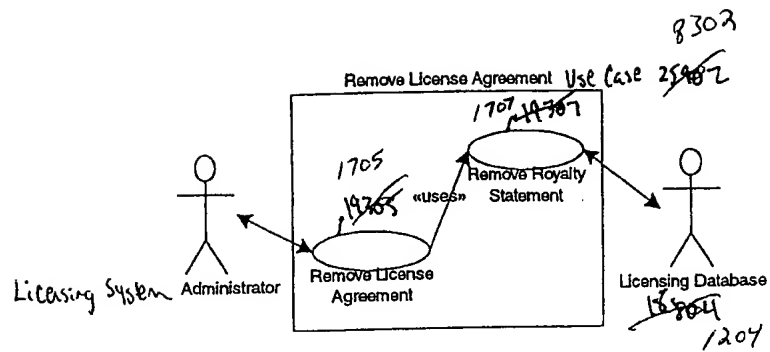 8302
Remove License Agreement Use Case
1707
1705
«uses»
Remove Royalty
Statement
Licensing System Administrator
Remove License
Agreement
Licensing Database
1204